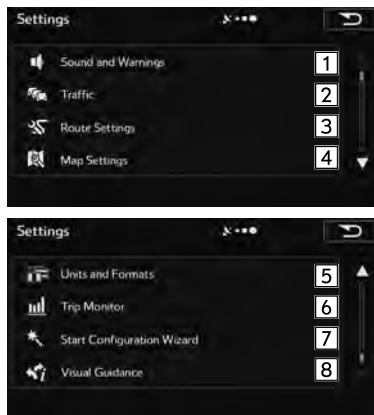 Settings
Sound and Warnings 1
Traffic 2
Route Settings 3
Map Settings 4
Settings
Units and Formats 5
Trip Monitor 6
Start Configuration Wizard 7
Visual Guidance 8